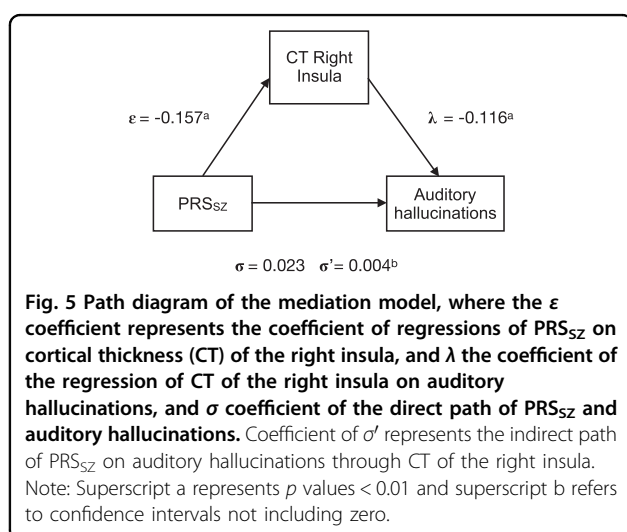 CT Right
Insula
ε = -0.157ᵃ
λ = -0.116ᵃ
PRS_SZ
Auditory
hallucinations
σ = 0.023 σ'= 0.004ᵇ
Fig. 5 Path diagram of the mediation model, where the ε
coefficient represents the coefficient of regressions of PRS_SZ on
cortical thickness (CT) of the right insula, and λ the coefficient of
the regression of CT of the right insula on auditory
hallucinations, and σ coefficient of the direct path of PRS_SZ and
auditory hallucinations. Coefficient of σ′ represents the indirect path
of PRS_SZ on auditory hallucinations through CT of the right insula.
Note: Superscript a represents p values < 0.01 and superscript b refers
to confidence intervals not including zero.